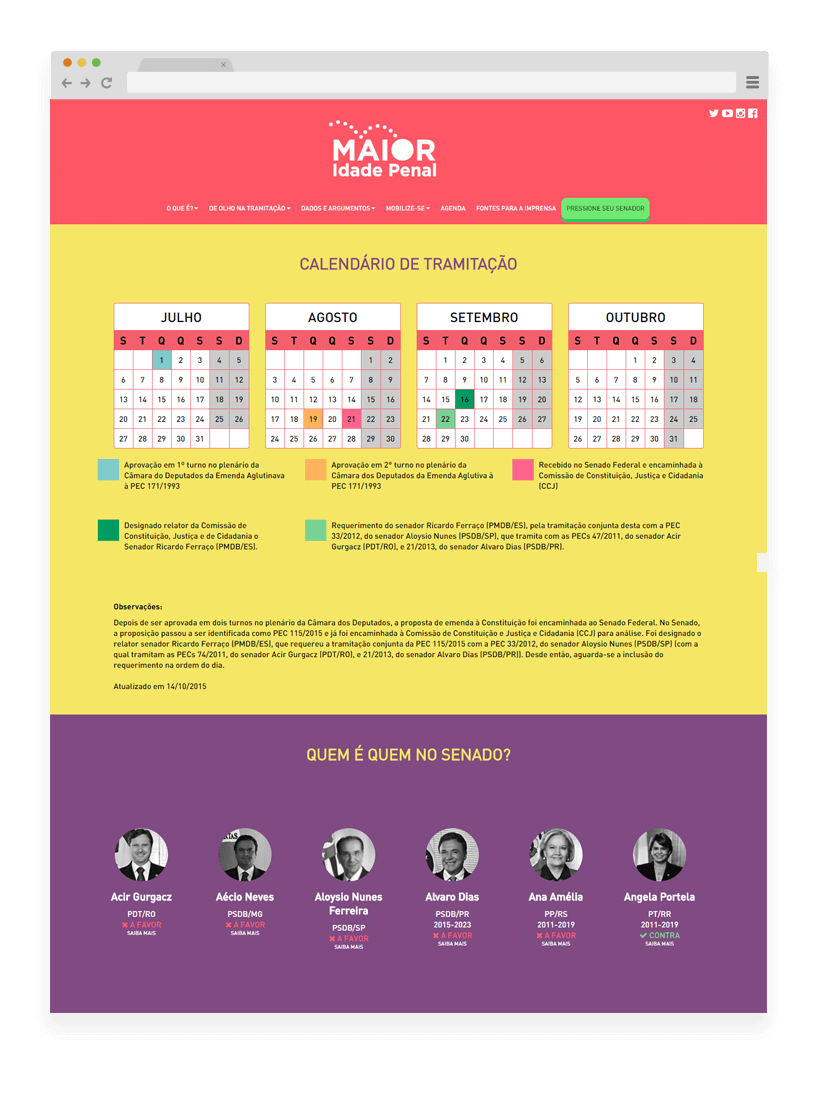 MAIOR
Idade Penal
O QUE É?
DE OLHO NA TRAMITAÇÃO
DADOS E ARGUMENTOS
MOBILIZE-SE
AGENDA
FONTES PARA A IMPRENSA
PRESSIONE SEU SENADOR
CALENDÁRIO DE TRAMITAÇÃO
JULHO
S T Q Q S S D
1 2 3 4 5
6 7 8 9 10 11 12
13 14 15 16 17 18 19
20 21 22 23 24 25 26
27 28 29 30 31
AGOSTO
S T Q Q S S D
1 2
3 4 5 6 7 8 9
10 11 12 13 14 15 16
17 18 19 20 21 22 23
24 25 26 27 28 29 30
SETEMBRO
S T Q Q S S D
1 2 3 4 5 6
7 8 9 10 11 12 13
14 15 16 17 18 19 20
21 22 23 24 25 26 27
28 29 30
OUTUBRO
S T Q Q S S D
1 2 3 4
5 6 7 8 9 10 11
12 13 14 15 16 17 18
19 20 21 22 23 24 25
26 27 28 29 30 31
Aprovação em 1º turno no plenário da
Câmara do Deputados da Emenda Aglutinava
à PEC 171/1993
Aprovação em 2º turno no plenário da
Câmara dos Deputados da Emenda Aglutiva à
PEC 171/1993
Recebido no Senado Federal e encaminhada à
Comissão de Constituição, Justiça e Cidadania
(CCJ)
Designado relator da Comissão de
Constituição, Justiça e de Cidadania o
Senador Ricardo Ferraço (PMDB/ES).
Requerimento do senador Ricardo Ferraço (PMDB/ES), pela tramitação conjunta desta com a PEC
33/2012, do senador Aloysio Nunes (PSDB/SP), que tramita com as PECs 47/2011, do senador Acir
Gurgacz (PDT/RO), e 21/2013, do senador Alvaro Dias (PSDB/PR).
Observações:
Depois de ser aprovada em dois turnos no plenário da Câmara dos Deputados, a proposta de emenda à Constituição foi encaminhada ao Senado Federal. No Senado,
a proposição passou a ser identificada como PEC 115/2015 e já foi encaminhada à Comissão de Constituição e Justiça e Cidadania (CCJ) para análise. Foi designado o
relator senador Ricardo Ferraço (PMDB/ES), que requereu a tramitação conjunta da PEC 115/2015 com a PEC 33/2012, do senador Aloysio Nunes (PSDB/SP) (com a
qual tramitam as PECs 74/2011, do senador Acir Gurgacz (PDT/RO), e 21/2013, do senador Alvaro Dias (PSDB/PR)). Desde então, aguarda-se a inclusão do
requerimento na ordem do dia.
Atualizado em 14/10/2015
QUEM É QUEM NO SENADO?
Acir Gurgacz
PDT/RO
A FAVOR
SAIBA MAIS
Aécio Neves
PSDB/MG
A FAVOR
SAIBA MAIS
Aloysio Nunes
Ferreira
PSDB/SP
A FAVOR
SAIBA MAIS
Alvaro Dias
PSDB/PR
2015-2023
A FAVOR
SAIBA MAIS
Ana Amélia
PP/RS
2011-2019
A FAVOR
SAIBA MAIS
Angela Portela
PT/RR
2011-2019
CONTRA
SAIBA MAIS